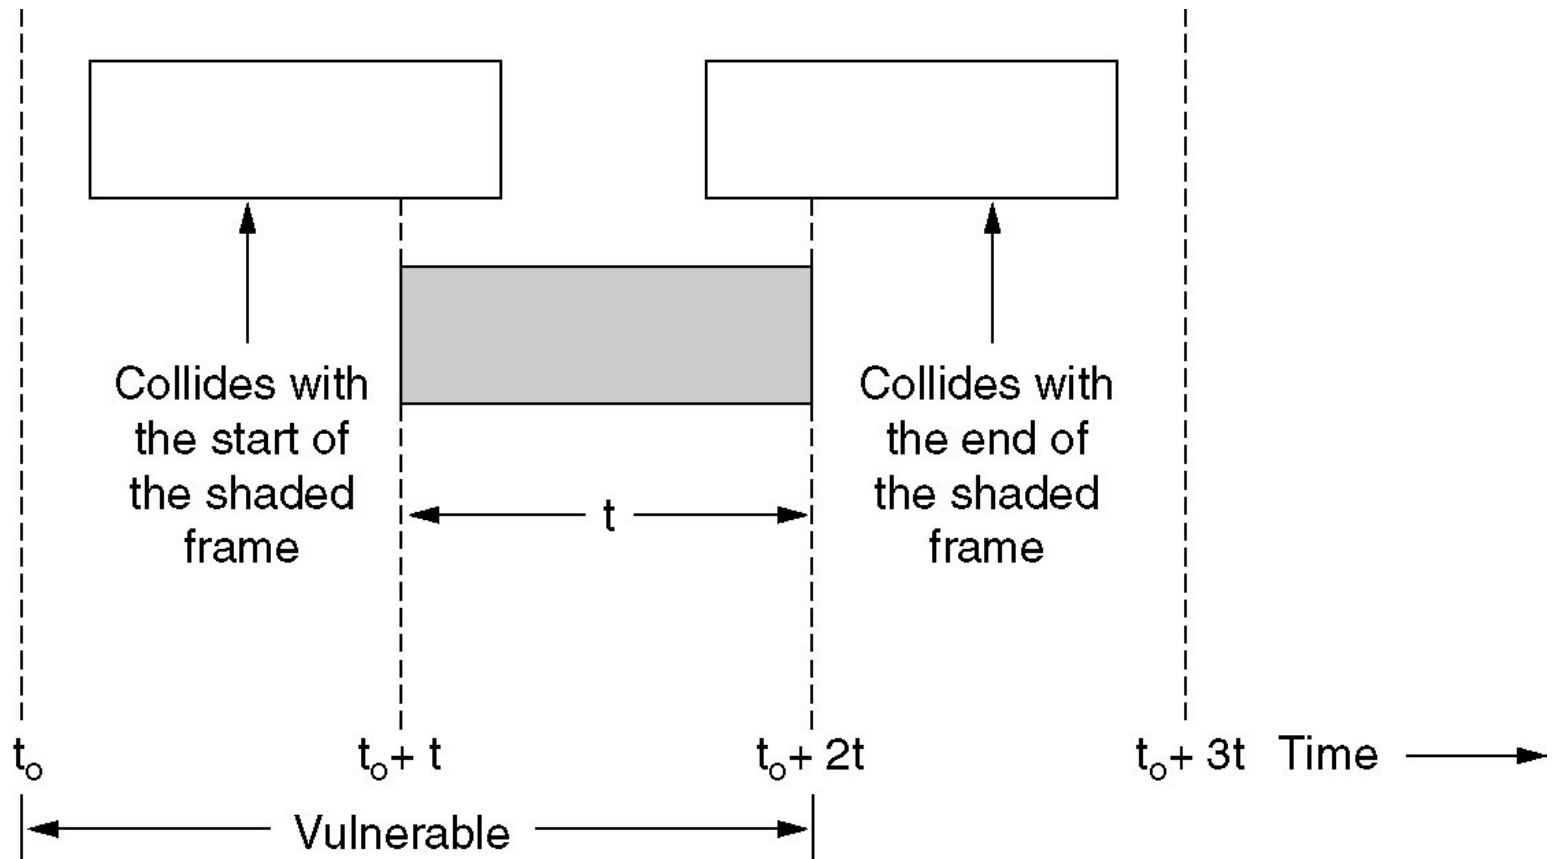 Collides with
the start of
the shaded
frame
Collides with
the end of
the shaded
frame
t
tₒ
tₒ+ t
tₒ+ 2t
tₒ+ 3t
Time
Vulnerable